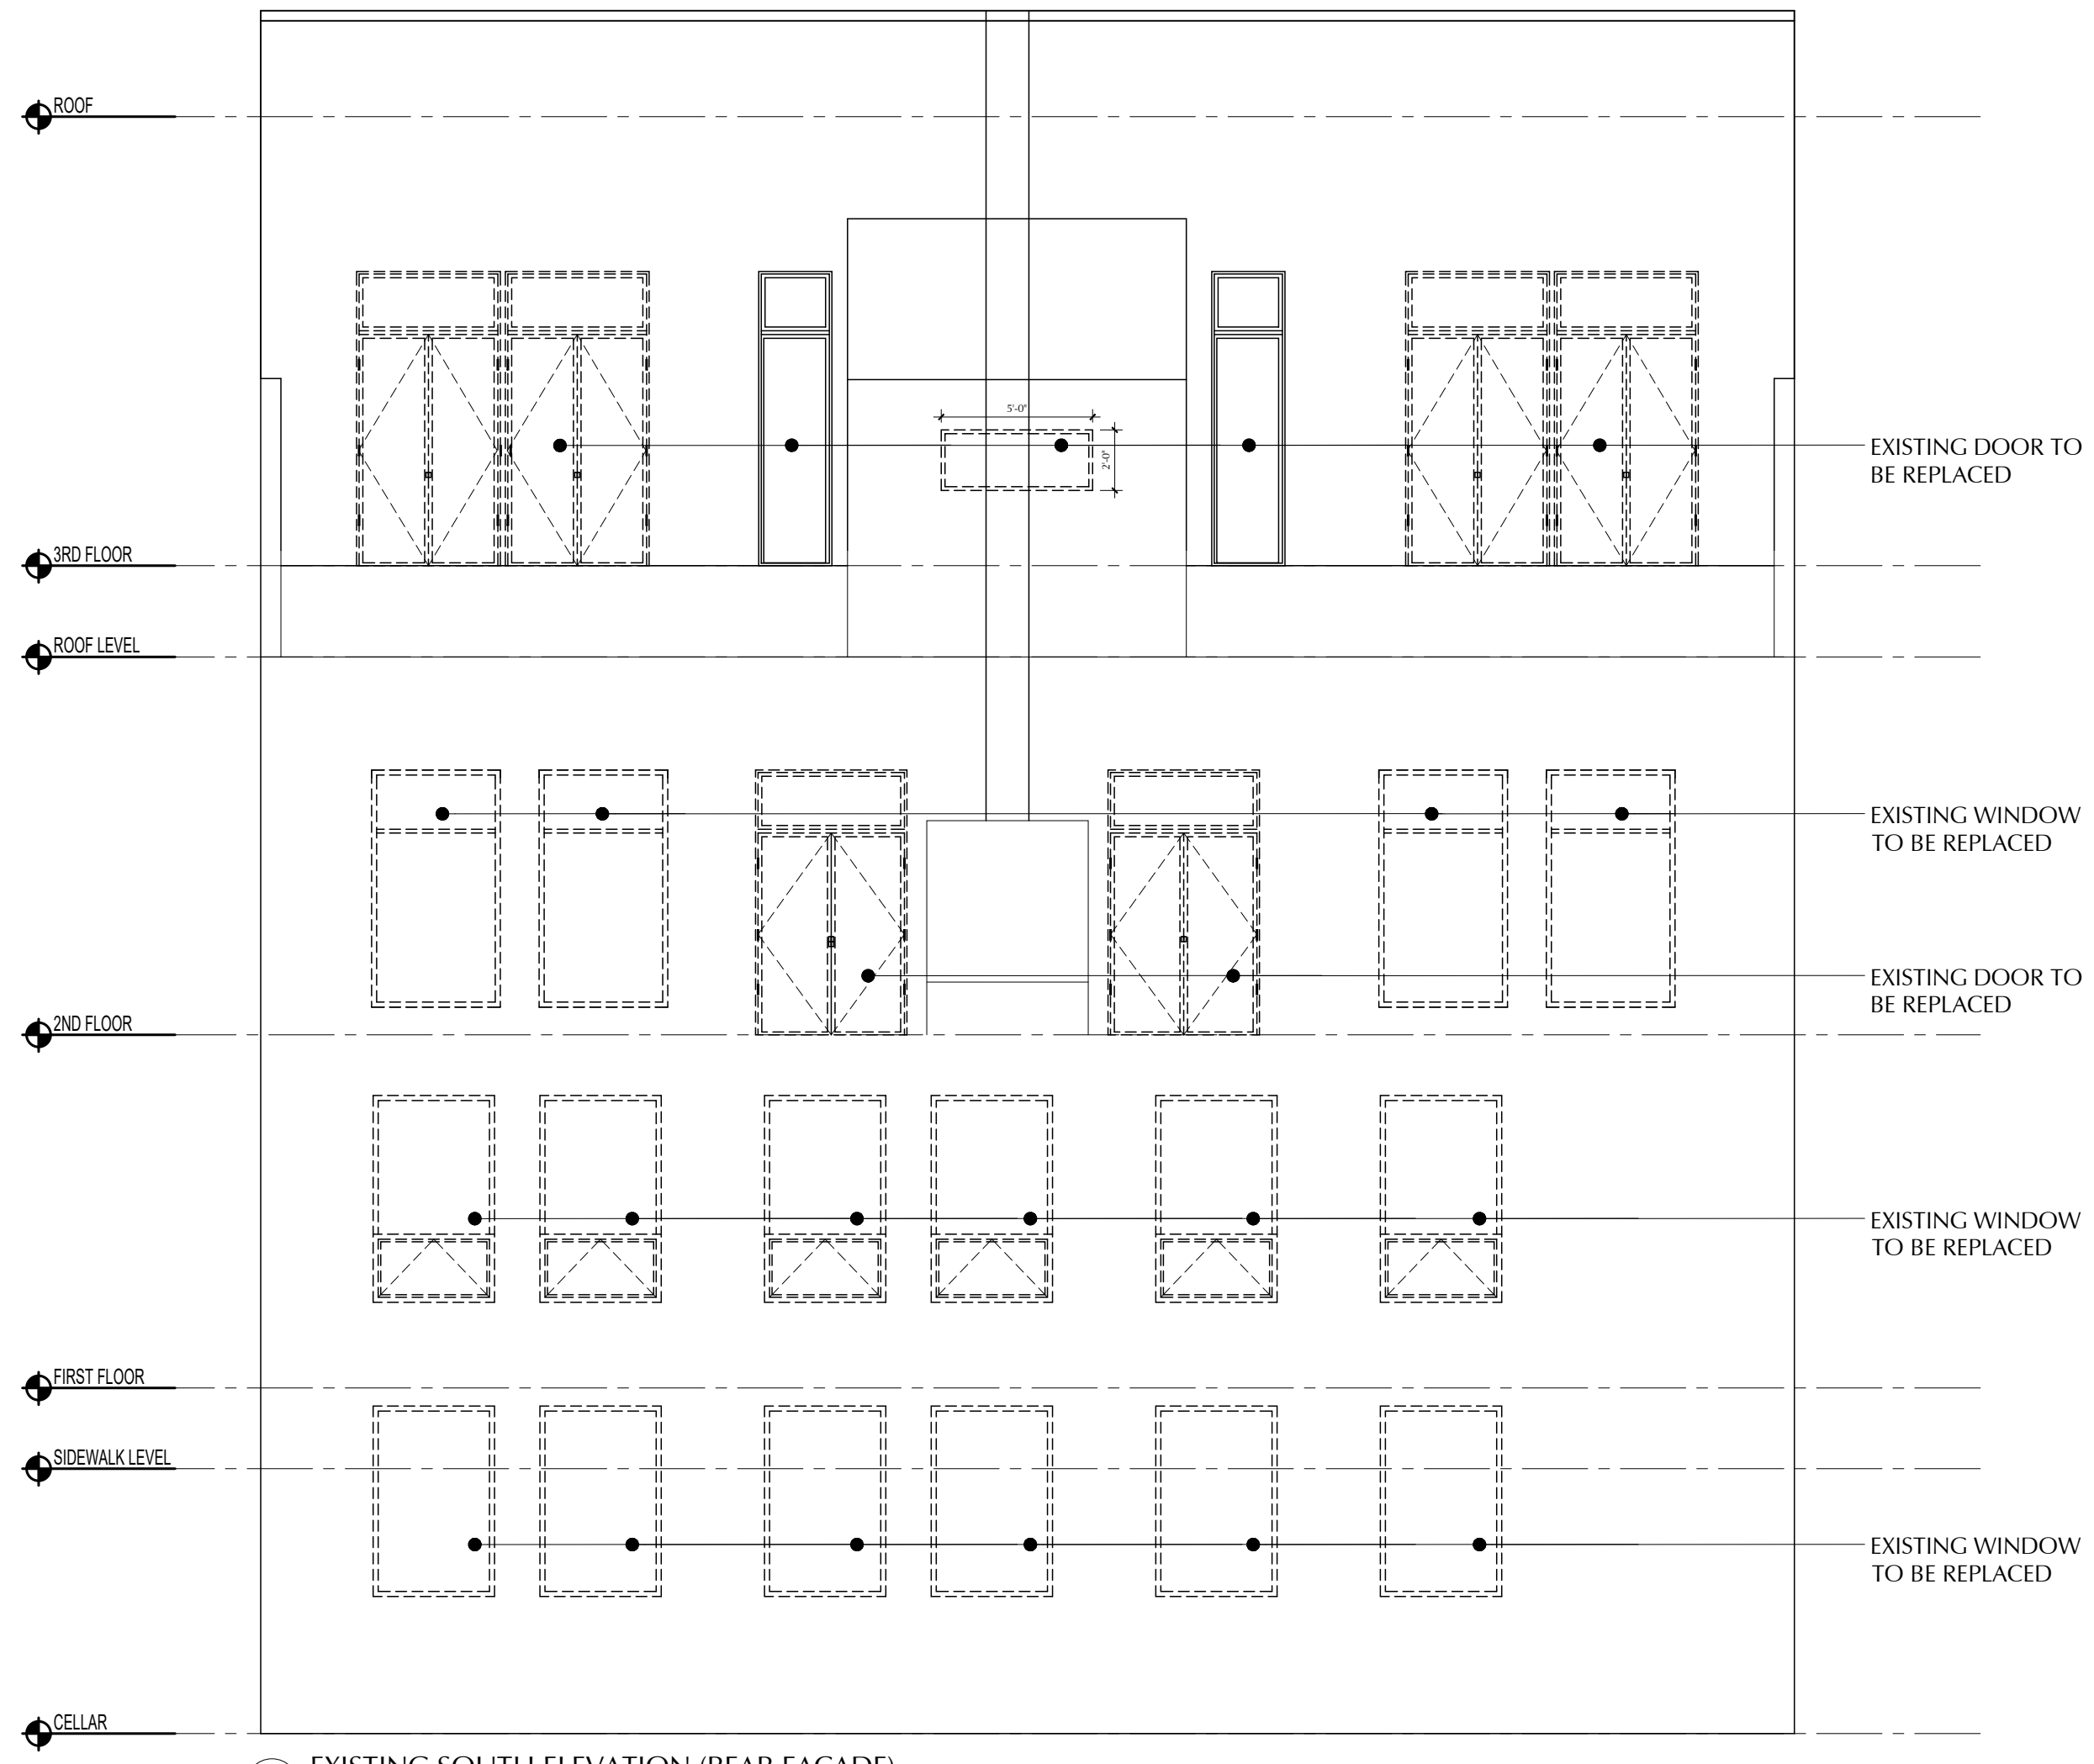 ROOF
5'-0"
2'-0"
EXISTING DOOR TO
BE REPLACED
3RD FLOOR
ROOF LEVEL
EXISTING WINDOW
TO BE REPLACED
EXISTING DOOR TO
BE REPLACED
2ND FLOOR
EXISTING WINDOW
TO BE REPLACED
FIRST FLOOR
SIDEWALK LEVEL
EXISTING WINDOW
TO BE REPLACED
CELLAR
EXISTING SOUTH ELEVATION (REAR FACADE)